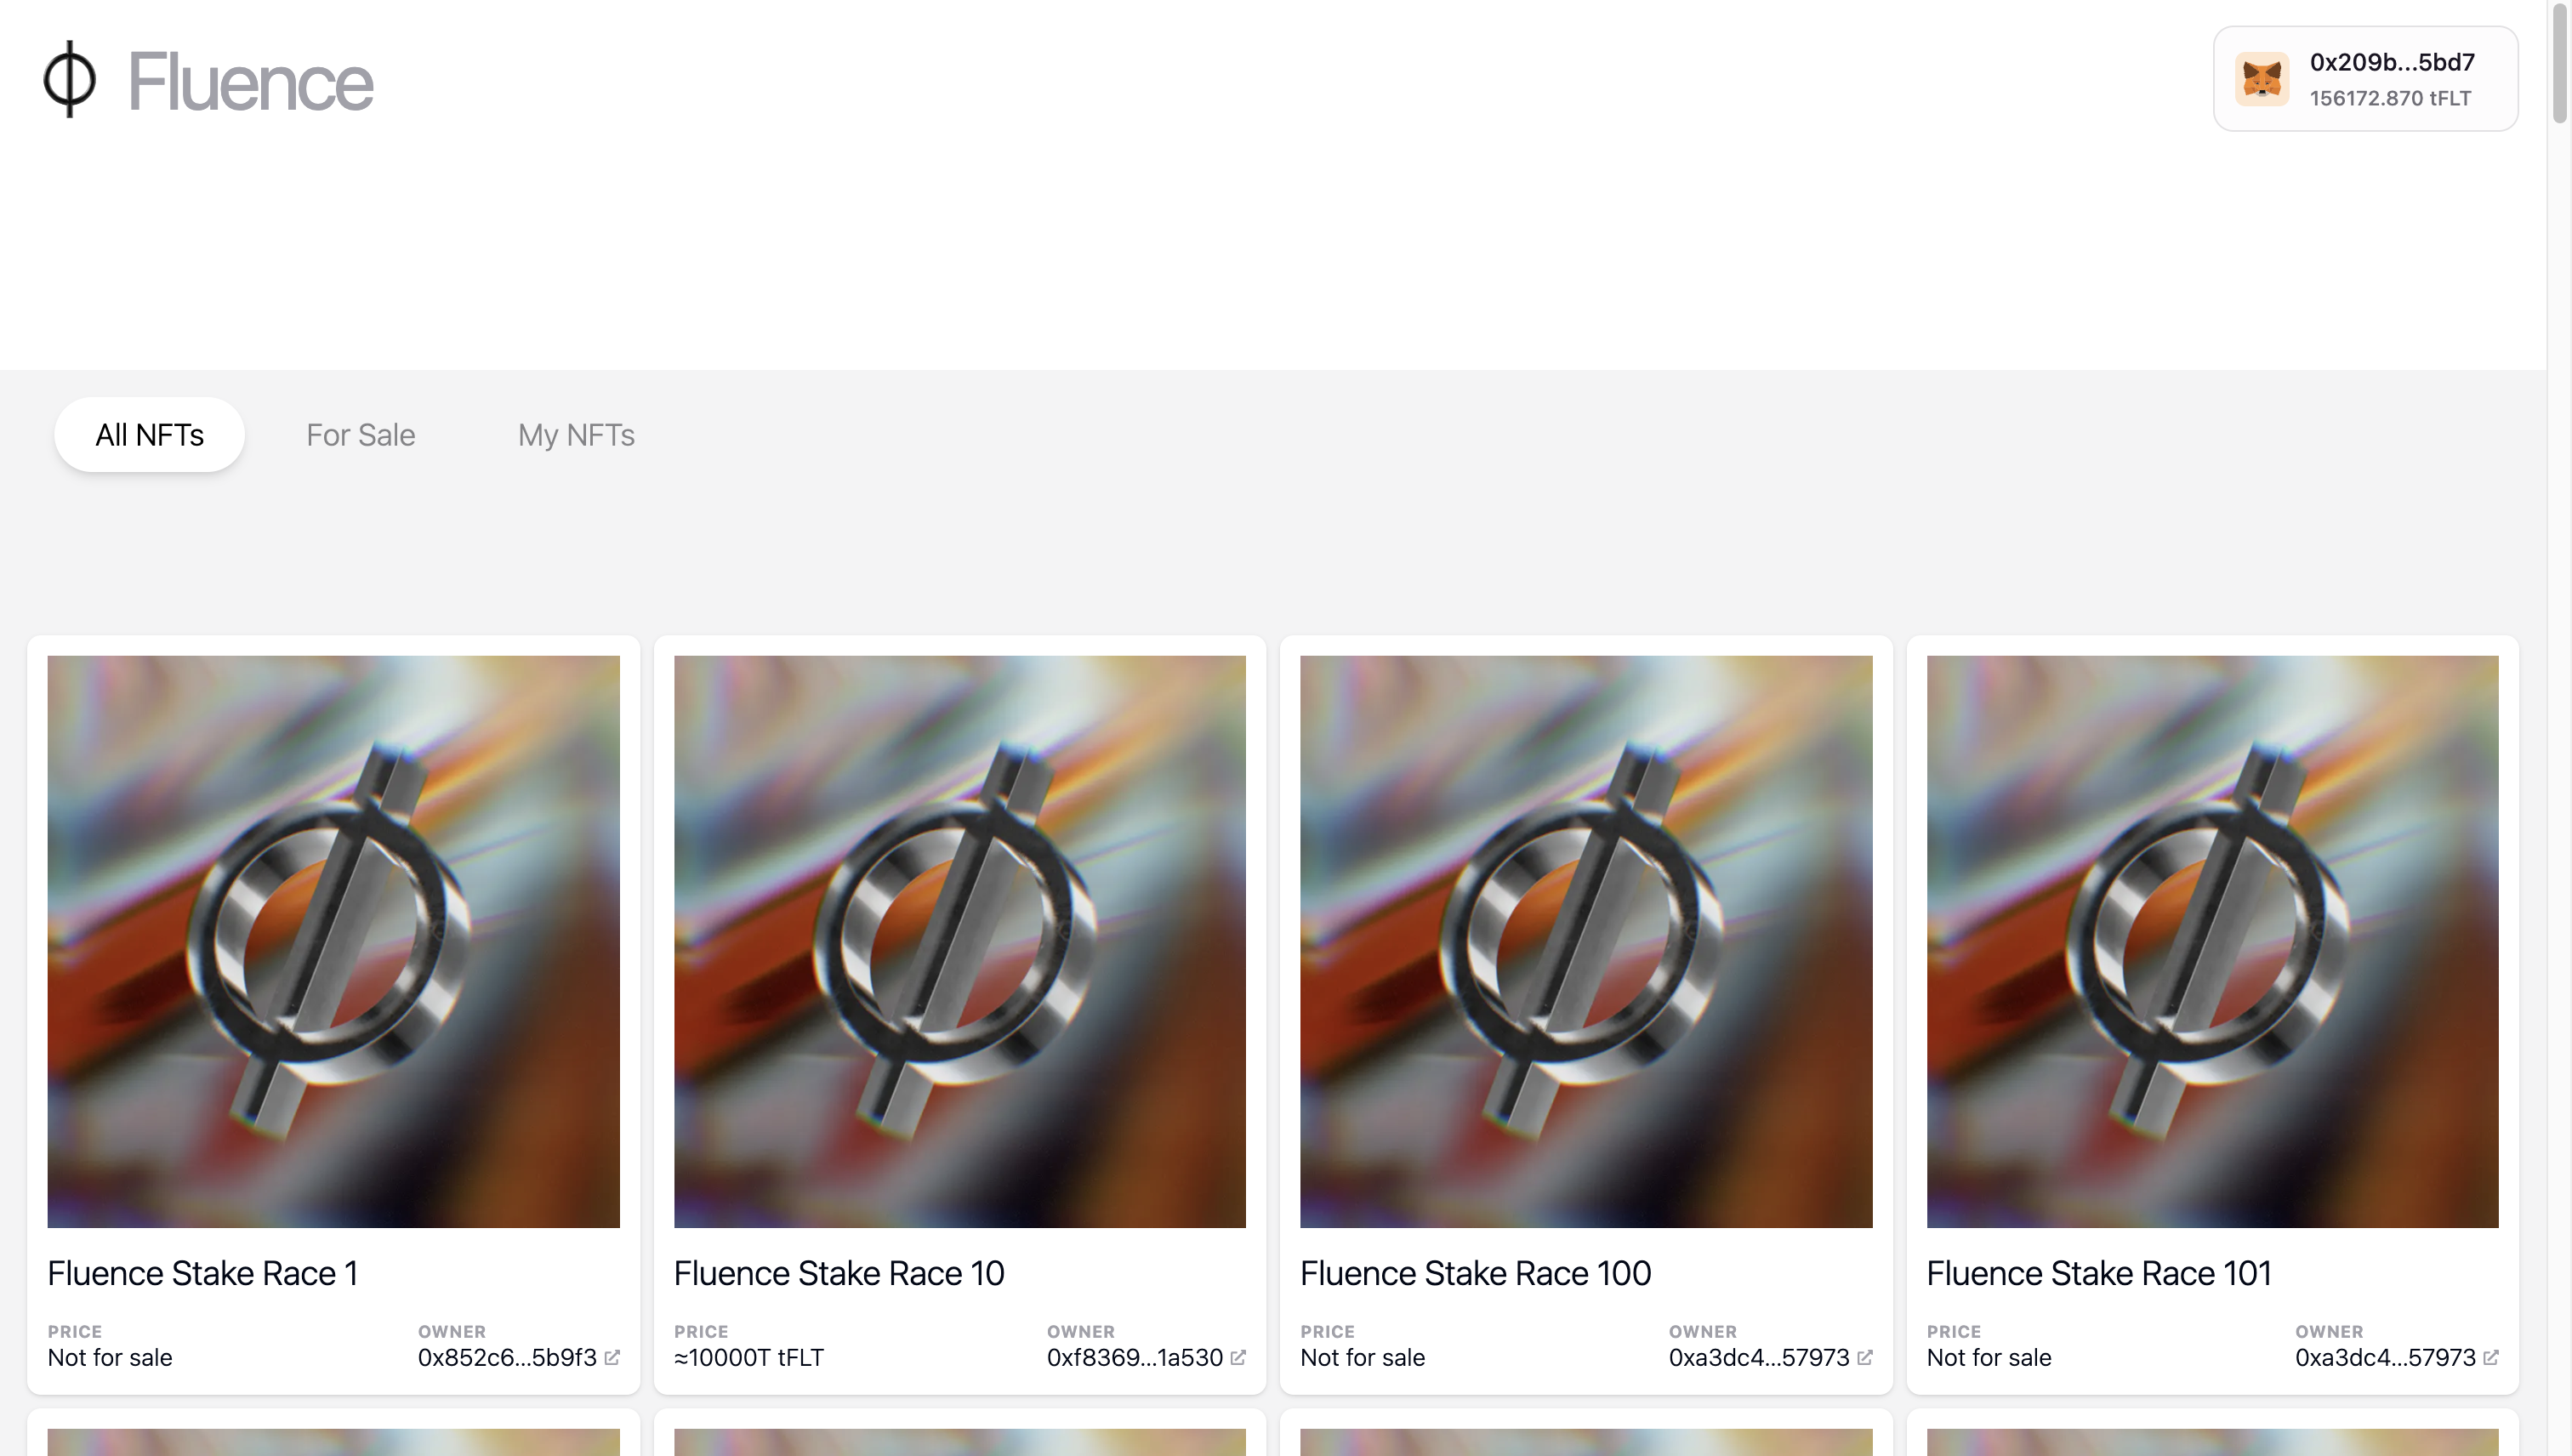 Fluence
0x209b...5bd7
156172.870 tFLT
All NFTs
For Sale
My NFTs
Fluence Stake Race 1
PRICE
OWNER
Not for sale
0x852c6...5b9f3
Fluence Stake Race 10
PRICE
OWNER
≈10000T tFLT
0xf8369...1a530
Fluence Stake Race 100
PRICE
OWNER
Not for sale
0xa3dc4...57973
Fluence Stake Race 101
PRICE
OWNER
Not for sale
0xa3dc4...57973